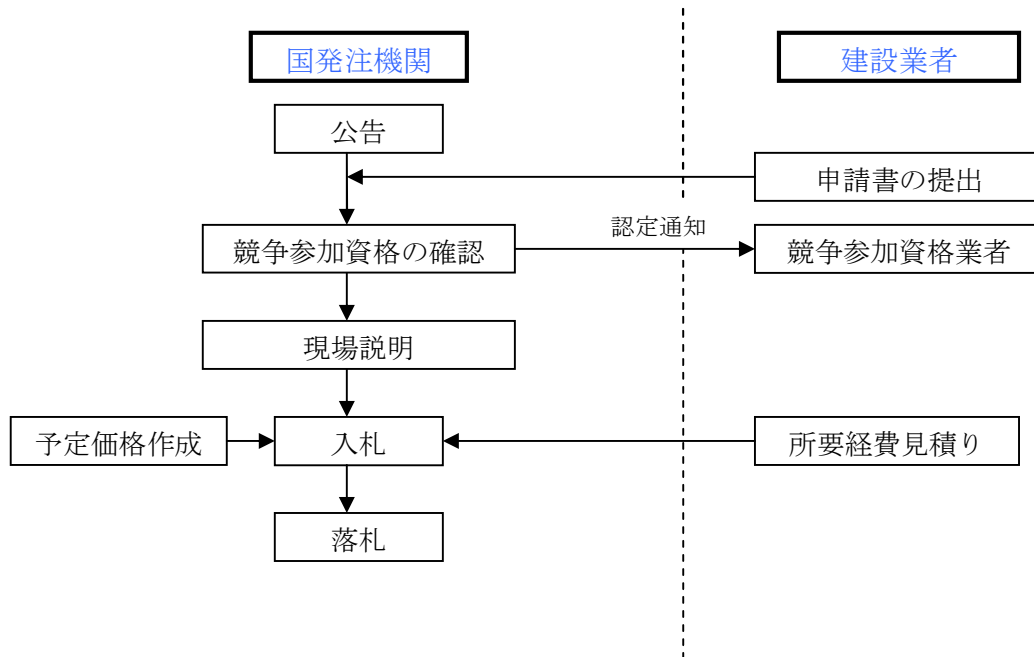 国発注機関
建設業者
公告
申請書の提出
認定通知
競争参加資格の確認
競争参加資格業者
現場説明
予定価格作成
入札
所要経費見積り
落札